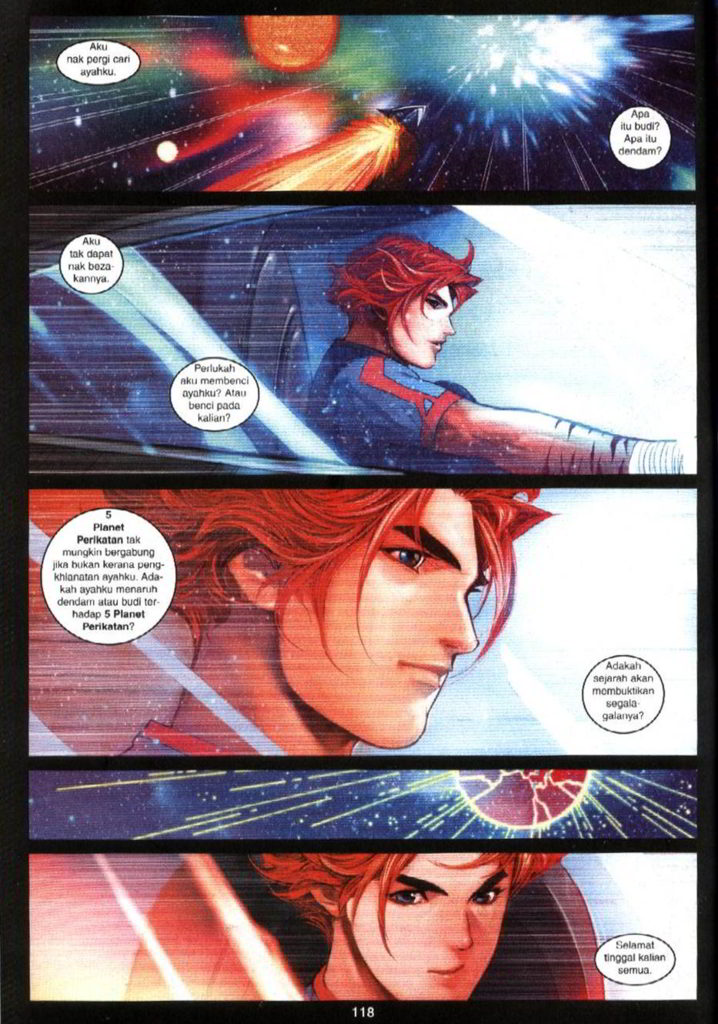 Aku
nak pergi cari
ayahku.
Apa
itu budi?
Apa itu
dendam?
Aku
tak dapat
nak beza-
kannya.
Perlukah
aku membenci
ayahku? Atau
benci pada
kalian?
5
Planet
Perikatan tak
mungkin bergabung
jika bukan kerana peng-
khianatan ayahku. Ada-
kah ayahku menaruh
dendam atau budi ter-
hadap 5 Planet
Perikatan?
Adakah
sejarah akan
membuktikan
segala-
galanya?
Selamat
tinggal kalian
semua.
118